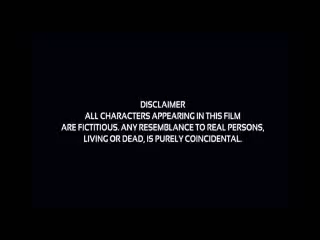 DISCLAIMER
ALL CHARACTERS APPEARING IN THIS FILM
ARE FICTITIOUS. ANY RESEMBLANCE TO REAL PERSONS,
LIVING OR DEAD, IS PURELY COINCIDENTAL.